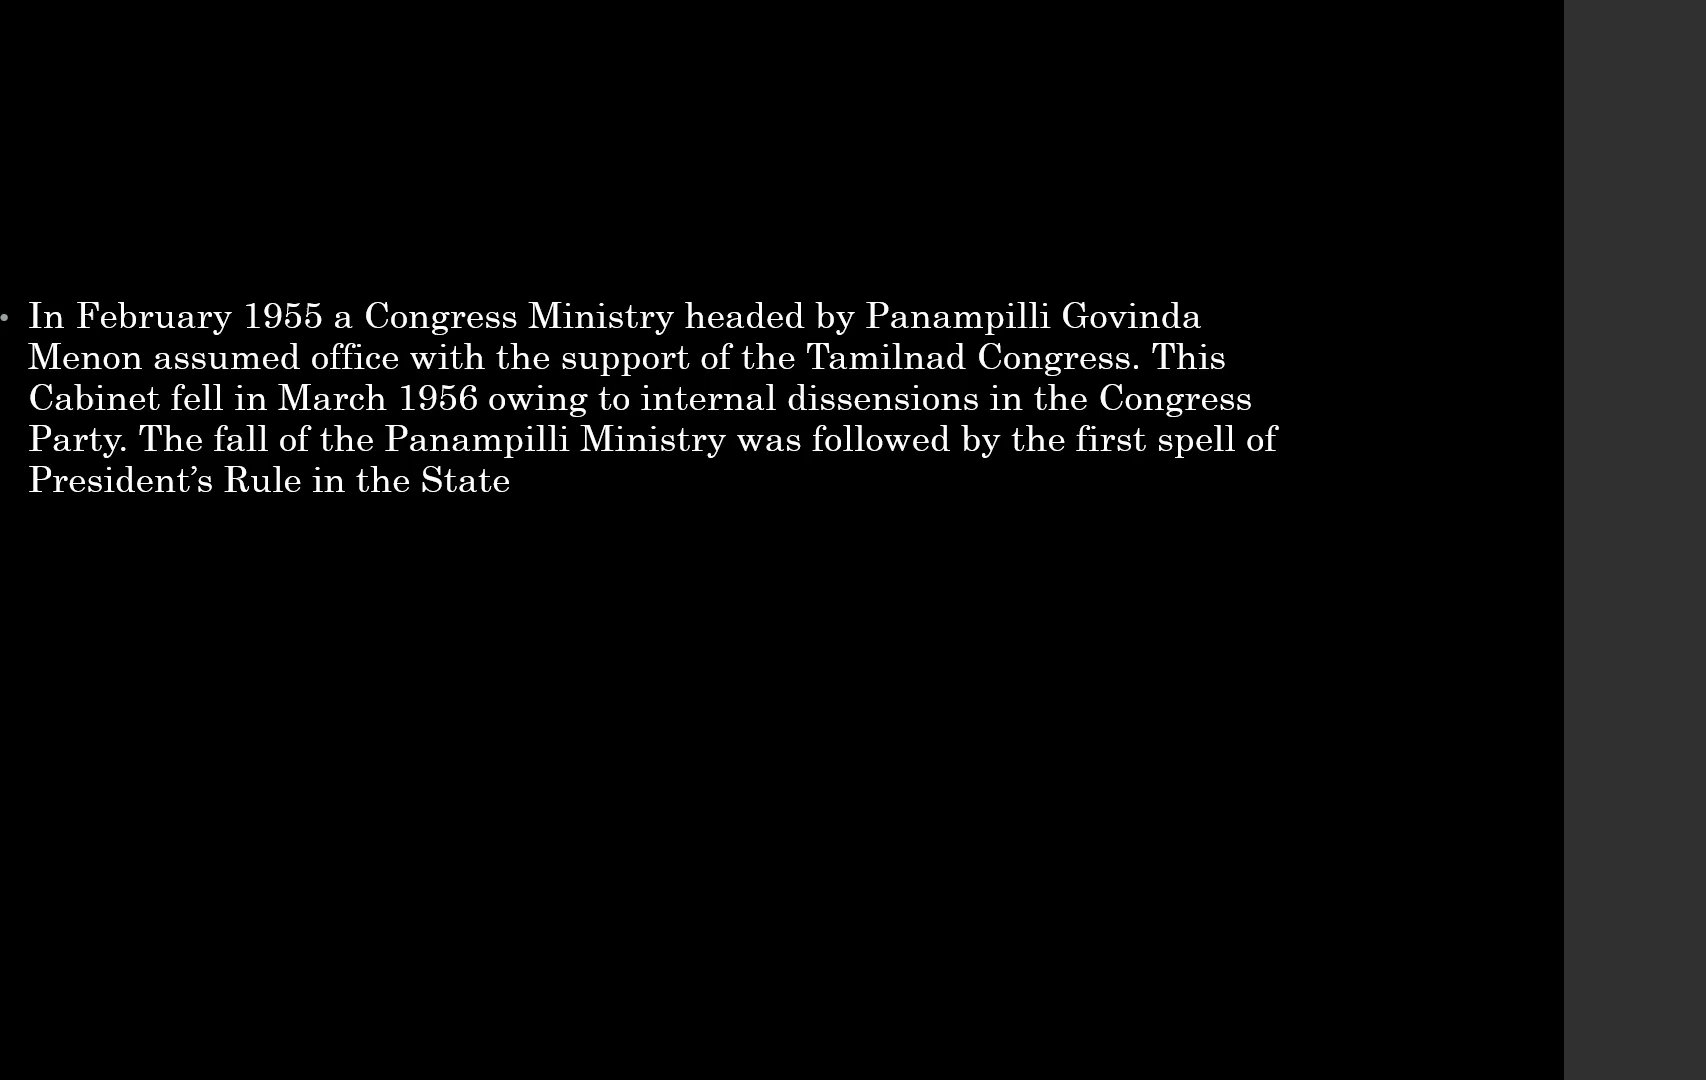 • In February 1955 a Congress Ministry headed by Panampilli Govinda
Menon assumed office with the support of the Tamilnad Congress. This
Cabinet fell in March 1956 owing to internal dissensions in the Congress
Party. The fall of the Panampilli Ministry was followed by the first spell of
President’s Rule in the State